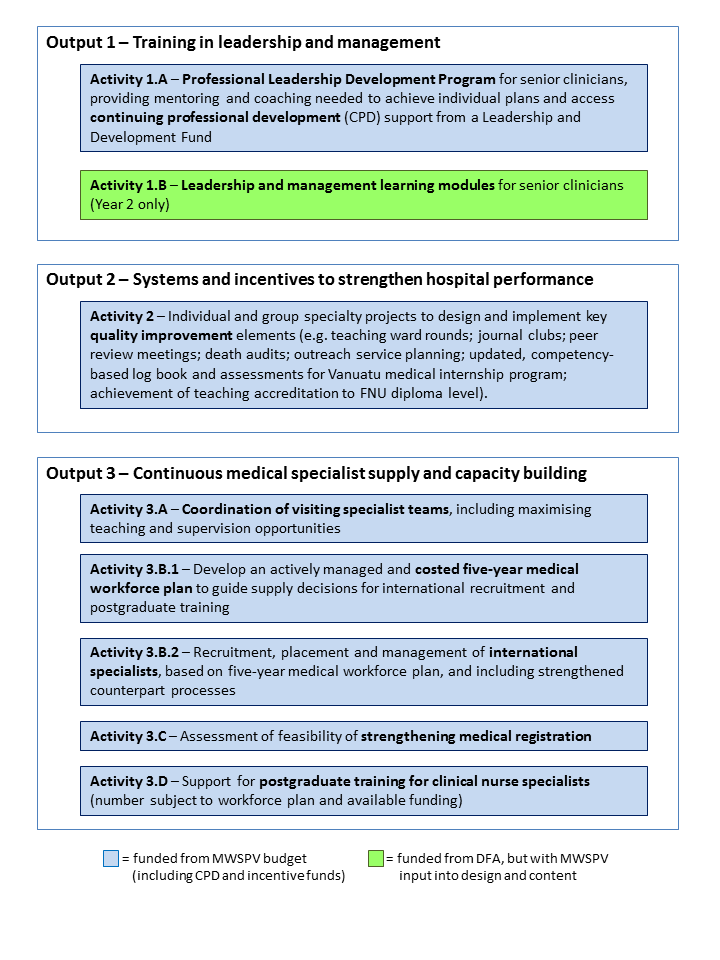 Output 1 – Training in leadership and management
Activity 1.A – Professional Leadership Development Program for senior clinicians,
providing mentoring and coaching needed to achieve individual plans and access
continuing professional development (CPD) support from a Leadership and
Development Fund
Activity 1.B – Leadership and management learning modules for senior clinicians
(Year 2 only)
Output 2 – Systems and incentives to strengthen hospital performance
Activity 2 – Individual and group specialty projects to design and implement key
quality improvement elements (e.g. teaching ward rounds; journal clubs; peer
review meetings; death audits; outreach service planning; updated, competency-
based log book and assessments for Vanuatu medical internship program;
achievement of teaching accreditation to FNU diploma level).
Output 3 – Continuous medical specialist supply and capacity building
Activity 3.A – Coordination of visiting specialist teams, including maximising
teaching and supervision opportunities
Activity 3.B.1 – Develop an actively managed and costed five-year medical
workforce plan to guide supply decisions for international recruitment and
postgraduate training
Activity 3.B.2 – Recruitment, placement and management of international
specialists, based on five-year medical workforce plan, and including strengthened
counterpart processes
Activity 3.C – Assessment of feasibility of strengthening medical registration
Activity 3.D – Support for postgraduate training for clinical nurse specialists
(number subject to workforce plan and available funding)
= funded from MWSPV budget
(including CPD and incentive funds)
= funded from DFA, but with MWSPV
input into design and content